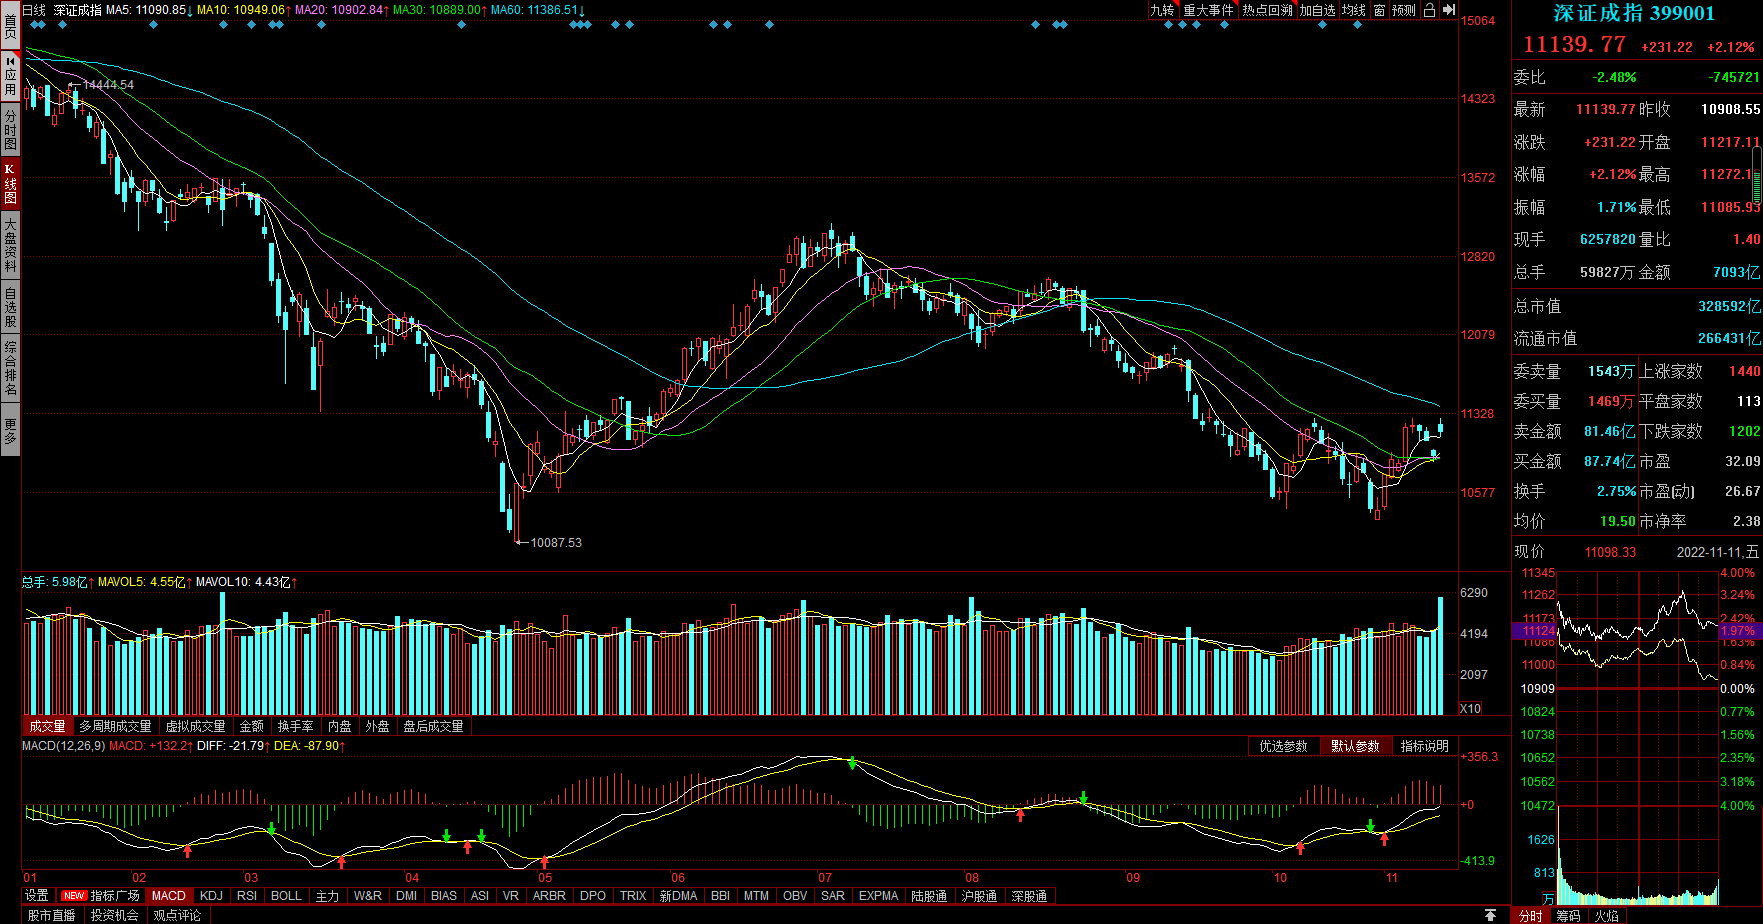 日线 深证成指 MA5: 11090.85↓ MA10: 10949.06↑ MA20: 10902.84↑ MA30: 10889.00↑ MA60: 11386.51↓
九转 重大事件 热点回溯 加自选 均线 窗 预测
首页
应用
分时图
K线图
大盘资料
自选股
综合排名
更多
14444.54
10087.53
15064
14323
13572
12820
12079
11328
10577
总手: 5.98亿↑ MAVOL5: 4.55亿↑ MAVOL10: 4.43亿↑
6290
4194
2097
X10
成交量 多周期成交量 虚拟成交量 金额 换手率 内盘 外盘 盘后成交量
MACD(12,26,9) MACD: +132.2↑ DIFF: -21.79↑ DEA: -87.90↑
优选参数 默认参数 指标说明
+356.3
+0
-413.9
01 02 03 04 05 06 07 08 09 10 11
设置 NEW 指标广场 MACD KDJ RSI BOLL 主力 W&R DMI BIAS ASI VR ARBR DPO TRIX 新DMA BBI MTM OBV SAR EXPMA 陆股通 沪股通 深股通
股市直播 投资机会 观点评论
深证成指 399001
11139.77 +231.22 +2.12%
委比 -2.48% -745721
最新 11139.77 昨收 10908.55
涨跌 +231.22 开盘 11217.11
涨幅 +2.12% 最高 11272.1
振幅 1.71% 最低 11085.93
现手 6257820 量比 1.40
总手 59827万 金额 7093亿
总市值 328592亿
流通市值 266431亿
委卖量 1543万 上涨家数 1440
委买量 1469万 平盘家数 113
卖金额 81.46亿 下跌家数 1202
买金额 87.74亿 市盈 32.09
换手 2.75% 市盈(动) 26.67
均价 19.50 市净率 2.38
现价 11098.33 2022-11-11,五
11345 4.00%
11262 3.24%
11173 2.42%
11124 1.97%
11086 1.63%
11000 0.84%
10909 0.00%
10824 0.77%
10738 1.56%
10652 2.35%
10562 3.18%
10472 4.00%
1626
813
万
分时 筹码 火焰